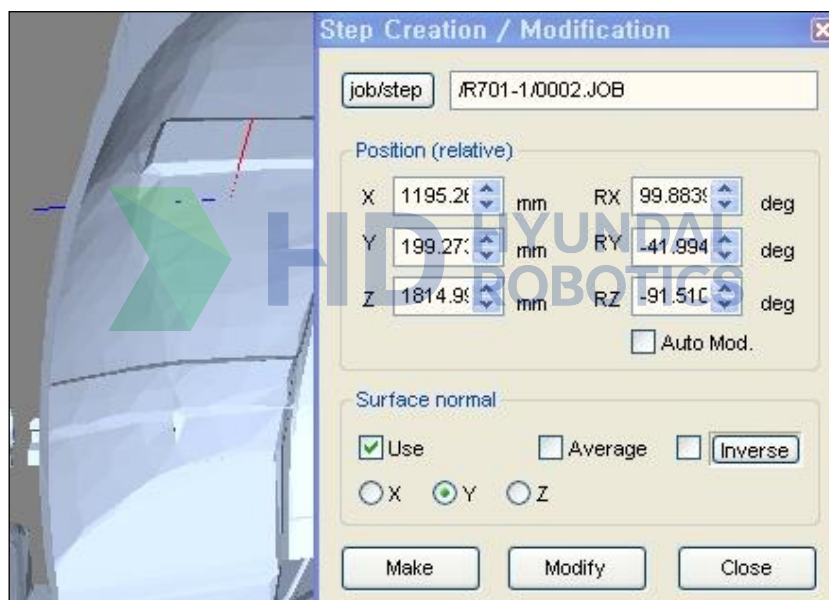 Step Creation / Modification
job/step /R701-1/0002.JOB
Position (relative)
X 1195.2 mm RX 99.883 deg
Y 199.27 mm RY -41.994 deg
Z 1814.9 mm RZ -91.510 deg
HD HYUNDAI
ROBOTICS
Auto Mod.
Surface normal
Use Average Inverse
X Y Z
Make Modify Close